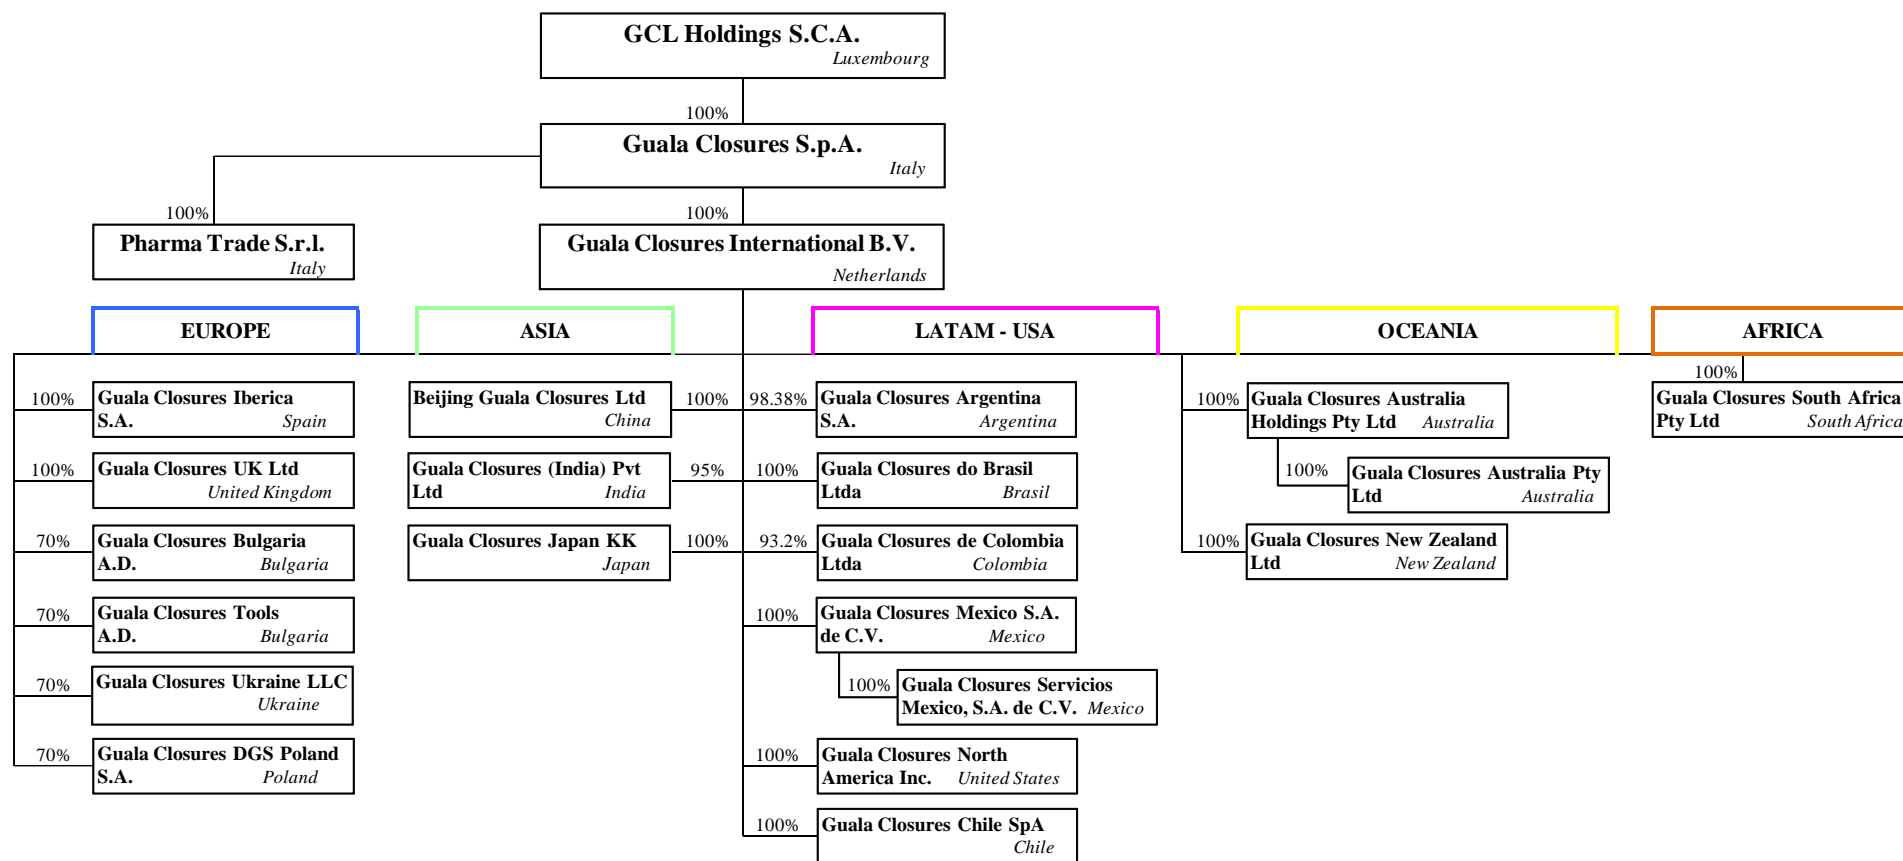 GCL Holdings S.C.A.
Luxembourg
100%
Guala Closures S.p.A.
Italy
100%
100%
Pharma Trade S.r.l.
Italy
Guala Closures International B.V.
Netherlands
EUROPE
ASIA
LATAM - USA
OCEANIA
AFRICA
100%
Guala Closures Iberica
S.A. Spain
100%
Guala Closures UK Ltd
United Kingdom
70%
Guala Closures Bulgaria
A.D. Bulgaria
70%
Guala Closures Tools
A.D. Bulgaria
70%
Guala Closures Ukraine LLC
Ukraine
70%
Guala Closures DGS Poland
S.A. Poland
Beijing Guala Closures Ltd
China
100%
Guala Closures (India) Pvt
Ltd India
95%
Guala Closures Japan KK
Japan
100%
98.38%
Guala Closures Argentina
S.A. Argentina
100%
Guala Closures do Brasil
Ltda Brasil
93.2%
Guala Closures de Colombia
Ltda Colombia
100%
Guala Closures Mexico S.A.
de C.V. Mexico
100%
Guala Closures Servicios
Mexico, S.A. de C.V. Mexico
100%
Guala Closures North
America Inc. United States
100%
Guala Closures Chile SpA
Chile
100%
Guala Closures Australia
Holdings Pty Ltd Australia
100%
Guala Closures Australia Pty
Ltd Australia
100%
Guala Closures New Zealand
Ltd New Zealand
100%
Guala Closures South Africa
Pty Ltd South Africa